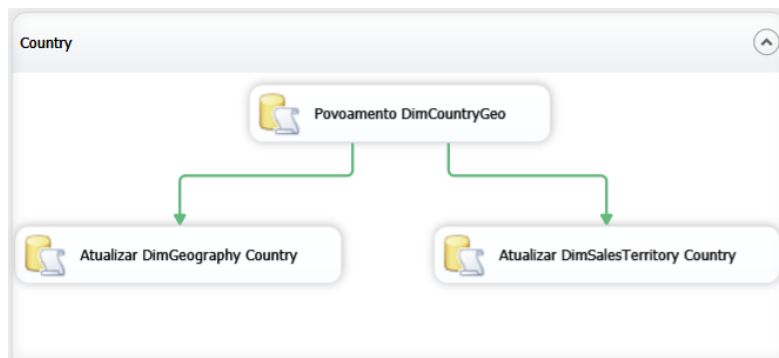 Country
Povoamento DimCountryGeo
Atualizar DimGeography Country
Atualizar DimSalesTerritory Country